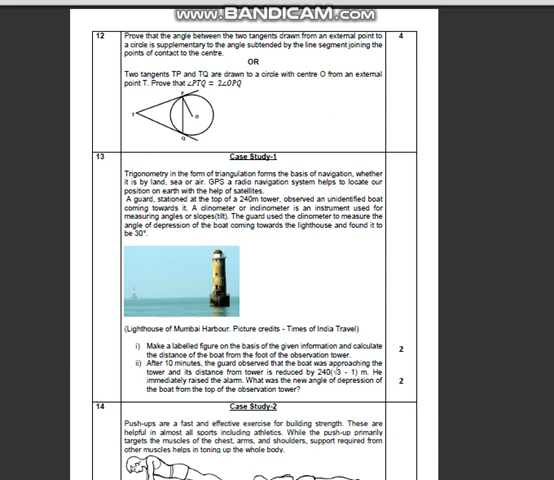 www.BANDICAM.com
12 Prove that the angle between the two tangents drawn from an external point to 4
a circle is supplementary to the angle subtended by the line segment joining the
points of contact to the centre.
OR
Two tangents TP and TQ are drawn to a circle with centre O from an external
point T. Prove that ∠PTQ = 2∠OPQ
P
T
O
Q
13 Case Study-1
Trigonometry in the form of triangulation forms the basis of navigation, whether
it is by land, sea or air. GPS a radio navigation system helps to locate our
position on earth with the help of satellites.
A guard, stationed at the top of a 240m tower, observed an unidentified boat
coming towards it. A clinometer or inclinometer is an instrument used for
measuring angles or slopes(tilt). The guard used the clinometer to measure the
angle of depression of the boat coming towards the lighthouse and found it to
be 30°.
(Lighthouse of Mumbai Harbour. Picture credits - Times of India Travel)
i) Make a labelled figure on the basis of the given information and calculate 2
the distance of the boat from the foot of the observation tower.
ii) After 10 minutes, the guard observed that the boat was approaching the
tower and its distance from tower is reduced by 240(√3 - 1) m. He
immediately raised the alarm. What was the new angle of depression of 2
the boat from the top of the observation tower?
14 Case Study-2
Push-ups are a fast and effective exercise for building strength. These are
helpful in almost all sports including athletics. While the push-up primarily
targets the muscles of the chest, arms, and shoulders, support required from
other muscles helps in toning up the whole body.